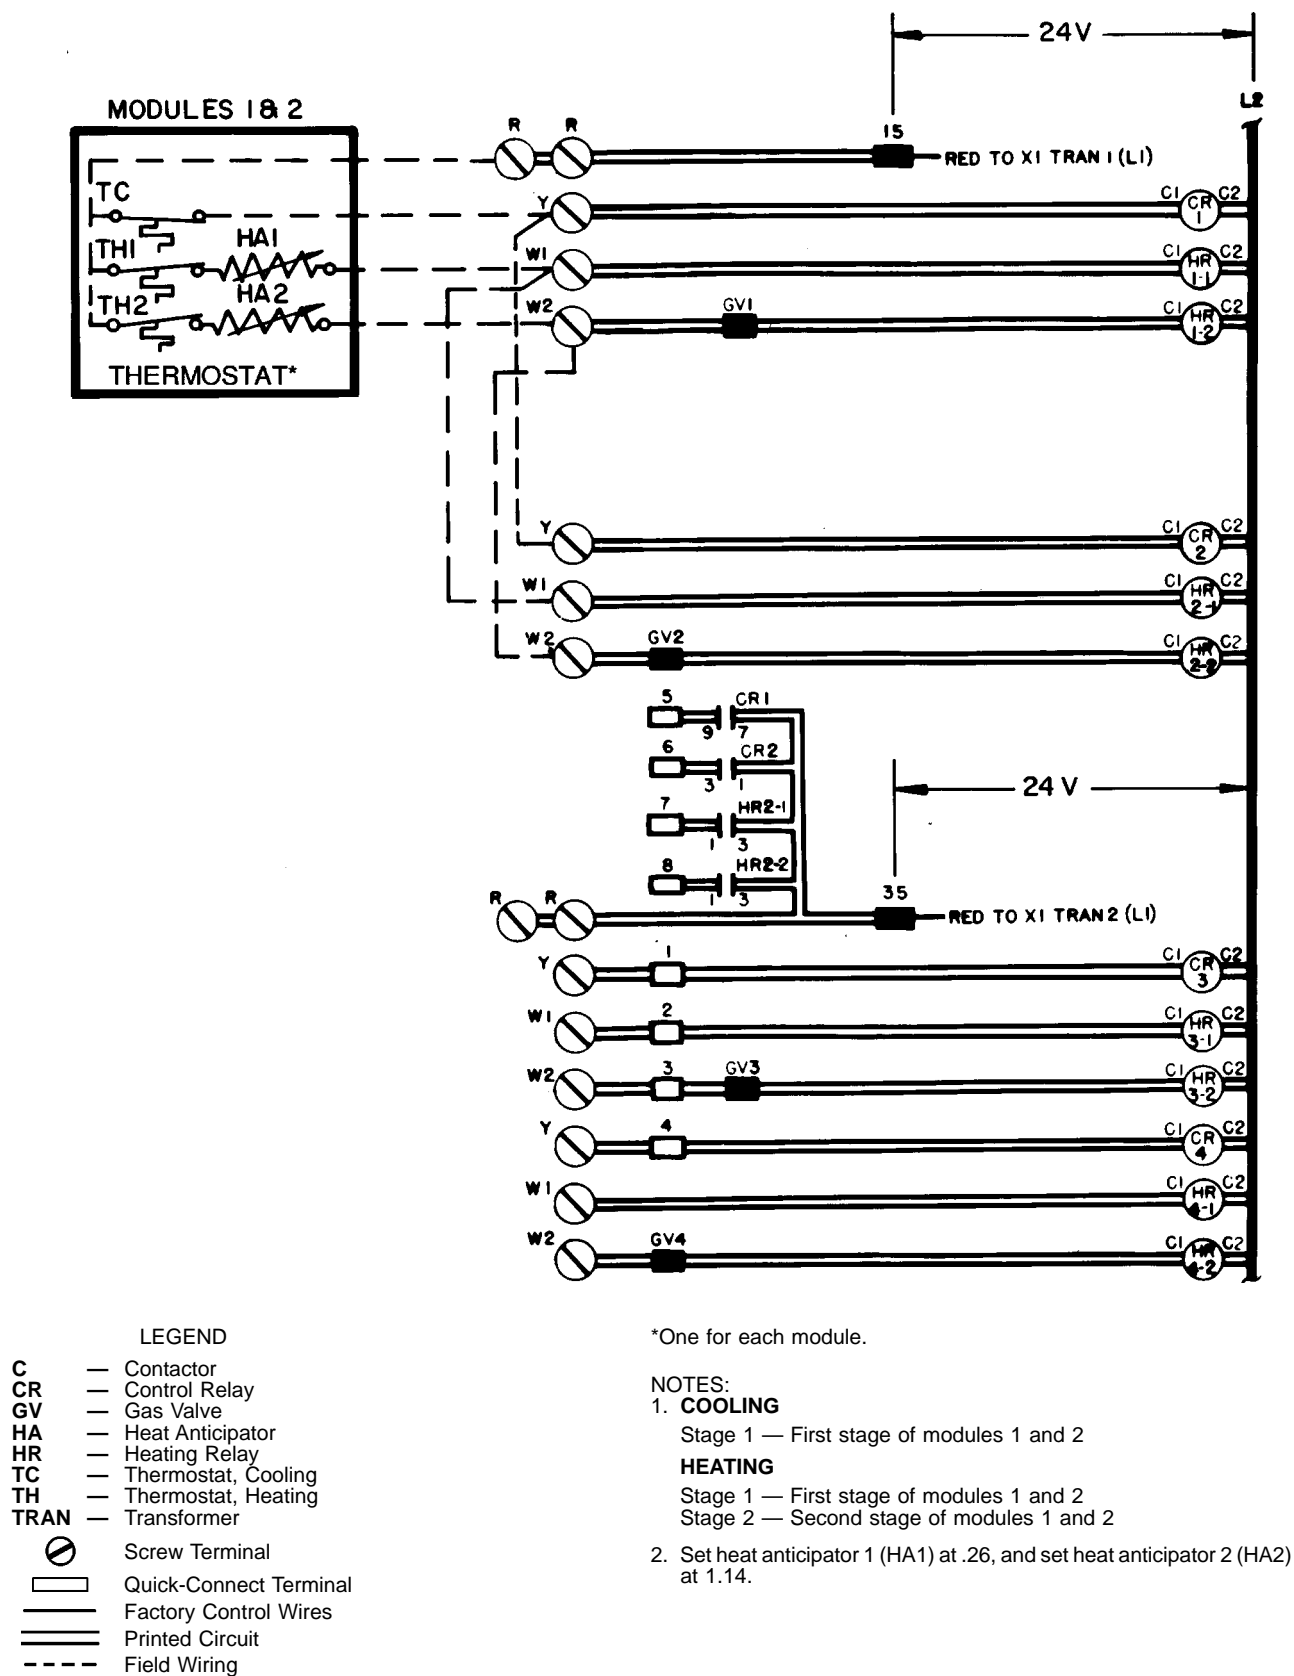 24V
L2
MODULES 1 & 2
R R 15
RED TO X1 TRAN 1 (L1)
TC
Y C1 CR 1 C2
TH1 HA1
W1 C1 HR 1-1 C2
TH2 HA2
W2 GV1 C1 HR 1-2 C2
THERMOSTAT*
Y C1 CR 2 C2
W1 C1 HR 2-1 C2
W2 GV2 C1 HR 2-2 C2
5 9 7 CR1
6 3 1 CR2
24V
7 1 3 HR2-1
8 1 3 HR2-2
R R 35
RED TO X1 TRAN 2 (L1)
Y 1 C1 CR 3 C2
W1 2 C1 HR 3-1 C2
W2 3 GV3 C1 HR 3-2 C2
Y 4 C1 CR 4 C2
W1 C1 HR 4-1 C2
W2 GV4 C1 HR 4-2 C2
LEGEND
C — Contactor
CR — Control Relay
GV — Gas Valve
HA — Heat Anticipator
HR — Heating Relay
TC — Thermostat, Cooling
TH — Thermostat, Heating
TRAN — Transformer
Screw Terminal
Quick-Connect Terminal
Factory Control Wires
Printed Circuit
Field Wiring
*One for each module.
NOTES:
1. COOLING
Stage 1 — First stage of modules 1 and 2
HEATING
Stage 1 — First stage of modules 1 and 2
Stage 2 — Second stage of modules 1 and 2
2. Set heat anticipator 1 (HA1) at .26, and set heat anticipator 2 (HA2)
at 1.14.